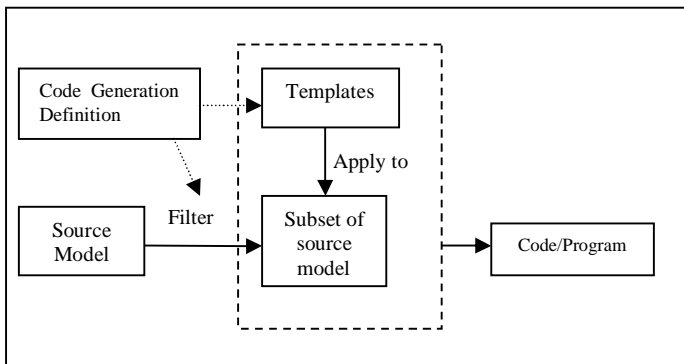 Code Generation
Definition
Templates
Apply to
Filter
Source
Model
Subset of
source
model
Code/Program